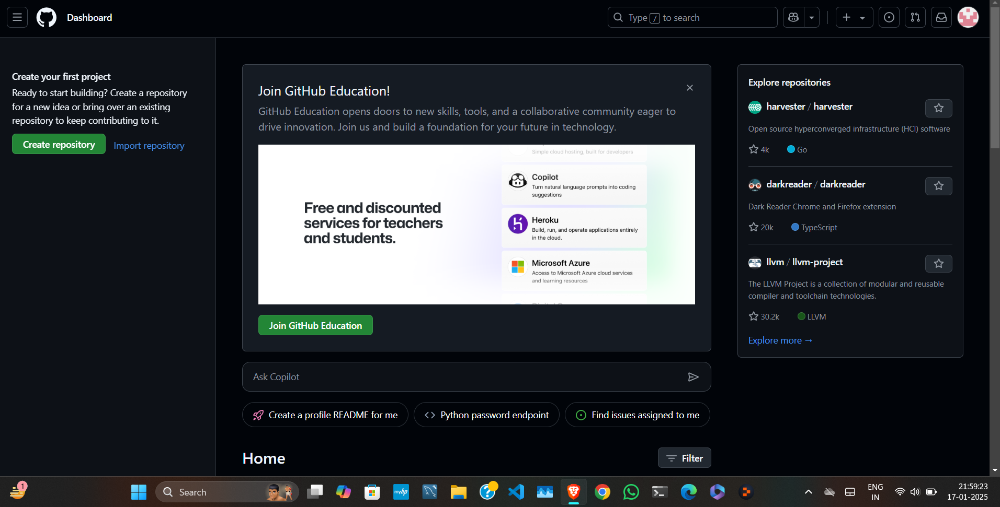 Dashboard
Type / to search
Create your first project
Ready to start building? Create a repository
for a new idea or bring over an existing
repository to keep contributing to it.
Create repository
Import repository
Join GitHub Education!
GitHub Education opens doors to new skills, tools, and a collaborative community eager to
drive innovation. Join us and build a foundation for your future in technology.
Free and discounted
services for teachers
and students.
Simple cloud hosting, built for developers
Copilot
Turn natural language prompts into coding
suggestions
Heroku
Build, run, and operate applications entirely
in the cloud.
Microsoft Azure
Access to Microsoft Azure cloud services
and learning resources
Join GitHub Education
Ask Copilot
Create a profile README for me
Python password endpoint
Find issues assigned to me
Home
Filter
Explore repositories
harvester / harvester
Open source hyperconverged infrastructure (HCI) software
4k
Go
darkreader / darkreader
Dark Reader Chrome and Firefox extension
20k
TypeScript
llvm / llvm-project
The LLVM Project is a collection of modular and reusable
compiler and toolchain technologies.
30.2k
LLVM
Explore more →
1
Search
myhp
ENG
IN
21:59:23
17-01-2025